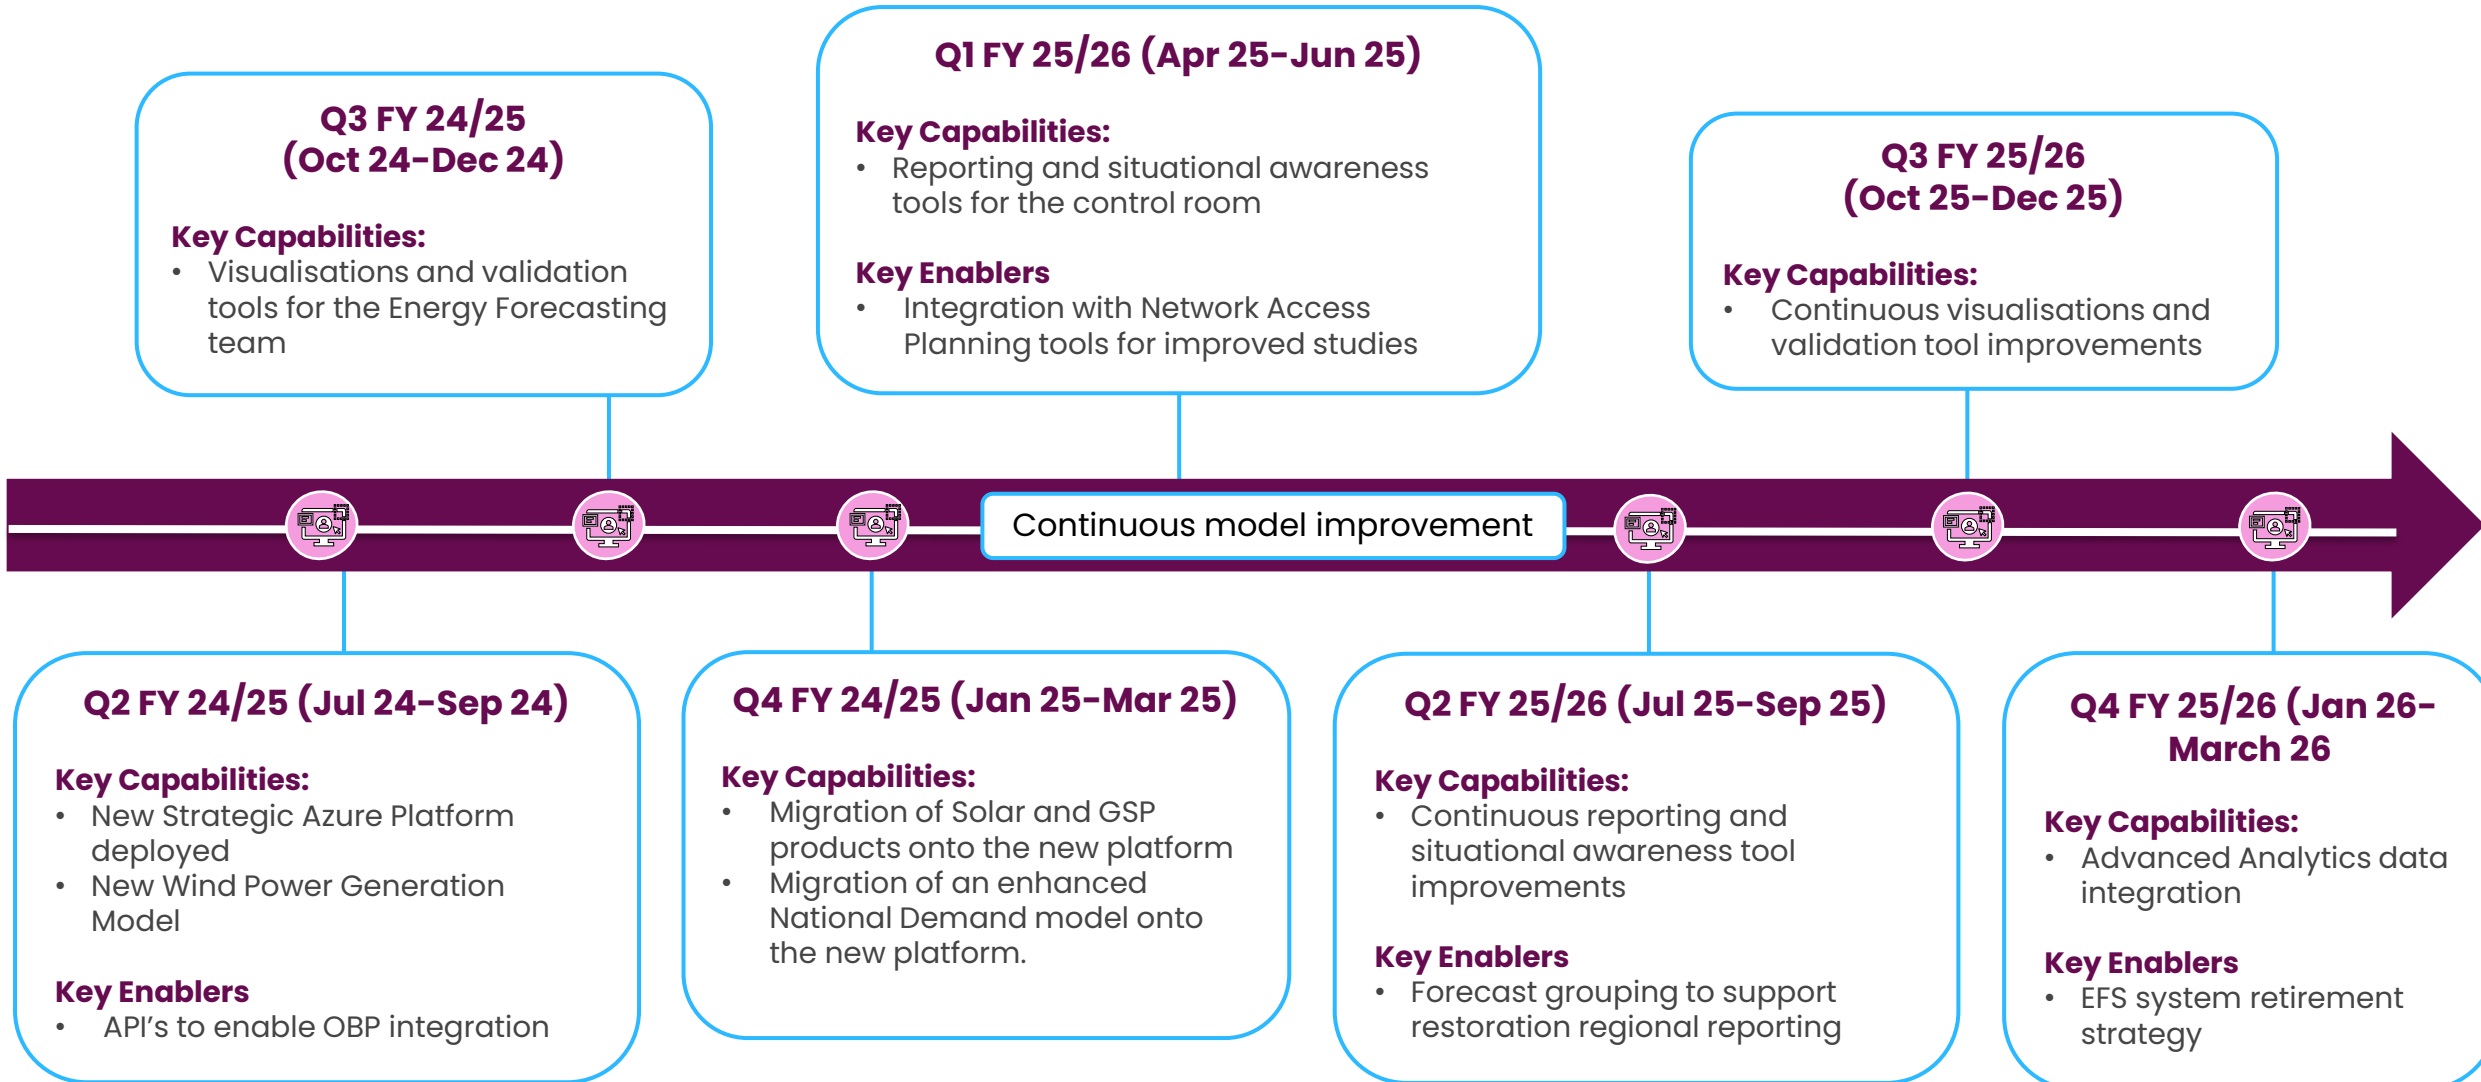 Q3 FY 24/25
(Oct 24-Dec 24)
Key Capabilities:
• Visualisations and validation
tools for the Energy Forecasting
team
Q1 FY 25/26 (Apr 25-Jun 25)
Key Capabilities:
• Reporting and situational awareness
tools for the control room
Key Enablers
• Integration with Network Access
Planning tools for improved studies
Q3 FY 25/26
(Oct 25-Dec 25)
Key Capabilities:
• Continuous visualisations and
validation tool improvements
Continuous model improvement
Q2 FY 24/25 (Jul 24-Sep 24)
Key Capabilities:
• New Strategic Azure Platform
deployed
• New Wind Power Generation
Model
Key Enablers
• API's to enable OBP integration
Q4 FY 24/25 (Jan 25-Mar 25)
Key Capabilities:
• Migration of Solar and GSP
products onto the new platform
• Migration of an enhanced
National Demand model onto
the new platform.
Q2 FY 25/26 (Jul 25-Sep 25)
Key Capabilities:
• Continuous reporting and
situational awareness tool
improvements
Key Enablers
• Forecast grouping to support
restoration regional reporting
Q4 FY 25/26 (Jan 26-
March 26
Key Capabilities:
• Advanced Analytics data
integration
Key Enablers
• EFS system retirement
strategy